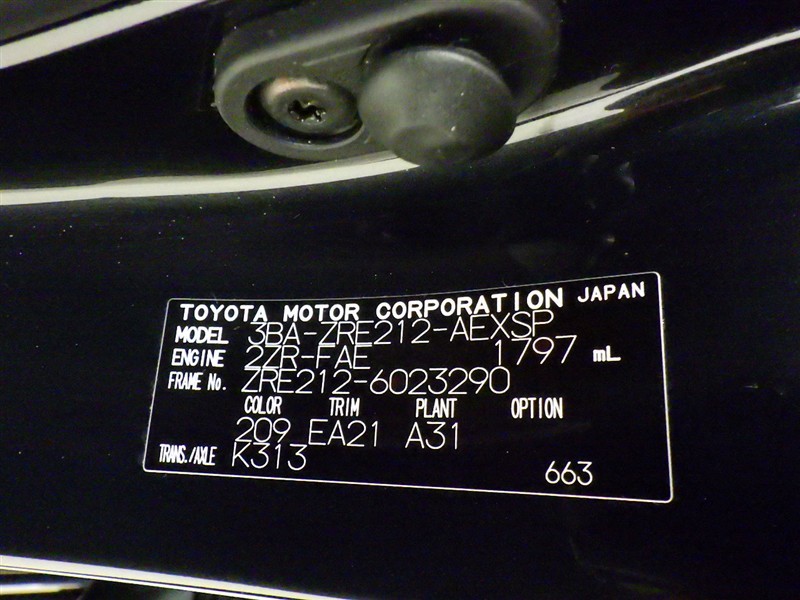 TOYOTA MOTOR CORPORATION JAPAN
MODEL 3BA-ZRE212-AEXSP
ENGINE 2ZR-FAE 1797 mL
FRAME No. ZRE212-6023290
COLOR TRIM PLANT OPTION
209 EA21 A31
TRANS./AXLE K313
663